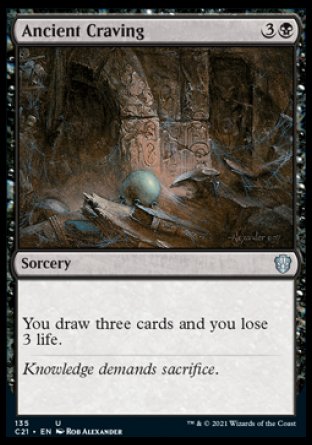 Ancient Craving 3
Alexander
Sorcery
You draw three cards and you lose
3 life.
Knowledge demands sacrifice.
135 U
C21 • EN Rob Alexander ™ & © 2021 Wizards of the Coast